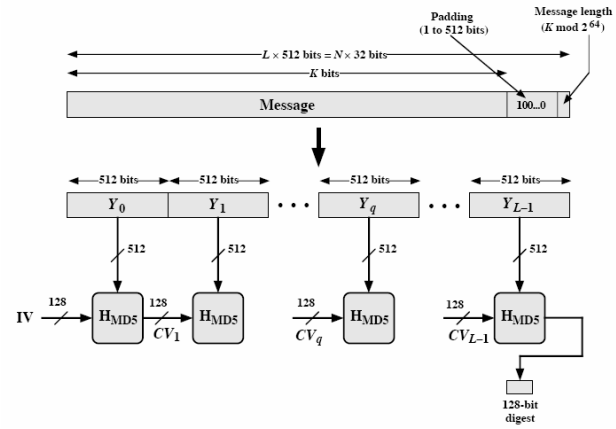 Padding
(1 to 512 bits)
Message length
(K mod 2^64)
L × 512 bits = N × 32 bits
K bits
Message
100...0
512 bits
512 bits
512 bits
512 bits
Y0
Y1
• • •
Yq
• • •
YL–1
512
512
512
512
IV
128
HMD5
128
CV1
HMD5
128
CVq
HMD5
128
CVL–1
HMD5
128-bit
digest